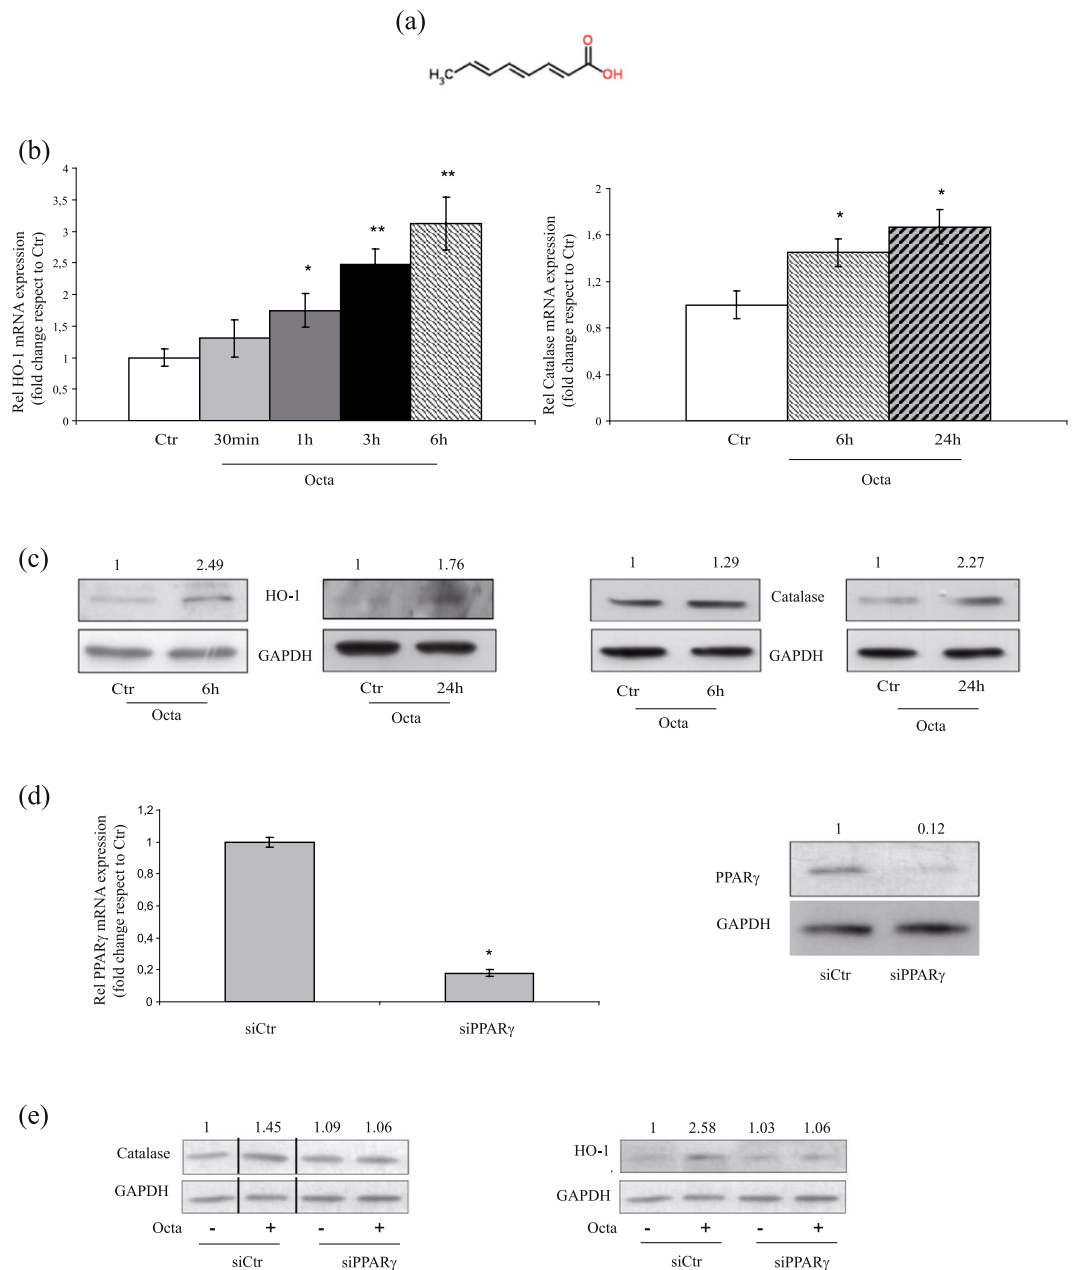 (a)
O
H3C
OH
(b)
Rel HO-1 mRNA expression
(fold change respect to Ctr)
4
3,5
3
2,5
2
1,5
1
0,5
0
**
**
*
Ctr 30min 1h 3h 6h
Octa
Rel Catalase mRNA expression
(fold change respect to Ctr)
2
1,6
1,2
0,8
0,4
0
*
*
Ctr 6h 24h
Octa
(c)
1 2.49 1 1.76 1 1.29 1 2.27
HO-1 Catalase
GAPDH GAPDH
Ctr 6h Ctr 24h Ctr 6h Ctr 24h
Octa Octa Octa Octa
(d)
Rel PPARγ mRNA expression
(fold change respect to Ctr)
1,2
1
0,8
0,6
0,4
0,2
0
*
siCtr siPPARγ
1 0.12
PPARγ
GAPDH
siCtr siPPARγ
(e)
1 1.45 1.09 1.06
Catalase
GAPDH
Octa - + - +
siCtr siPPARγ
1 2.58 1.03 1.06
HO-1
GAPDH
Octa - + - +
siCtr siPPARγ